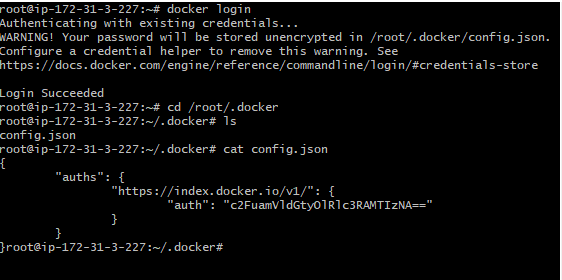 root@ip-172-31-3-227:~# docker login
Authenticating with existing credentials...
WARNING! Your password will be stored unencrypted in /root/.docker/config.json.
Configure a credential helper to remove this warning. See
https://docs.docker.com/engine/reference/commandline/login/#credentials-store

Login Succeeded
root@ip-172-31-3-227:~# cd /root/.docker
root@ip-172-31-3-227:~/.docker# ls
config.json
root@ip-172-31-3-227:~/.docker# cat config.json
{
        "auths": {
                "https://index.docker.io/v1/": {
                        "auth": "c2FuamVldGtyOlRlc3RAMTIzNA=="
                }
        }
}root@ip-172-31-3-227:~/.docker#